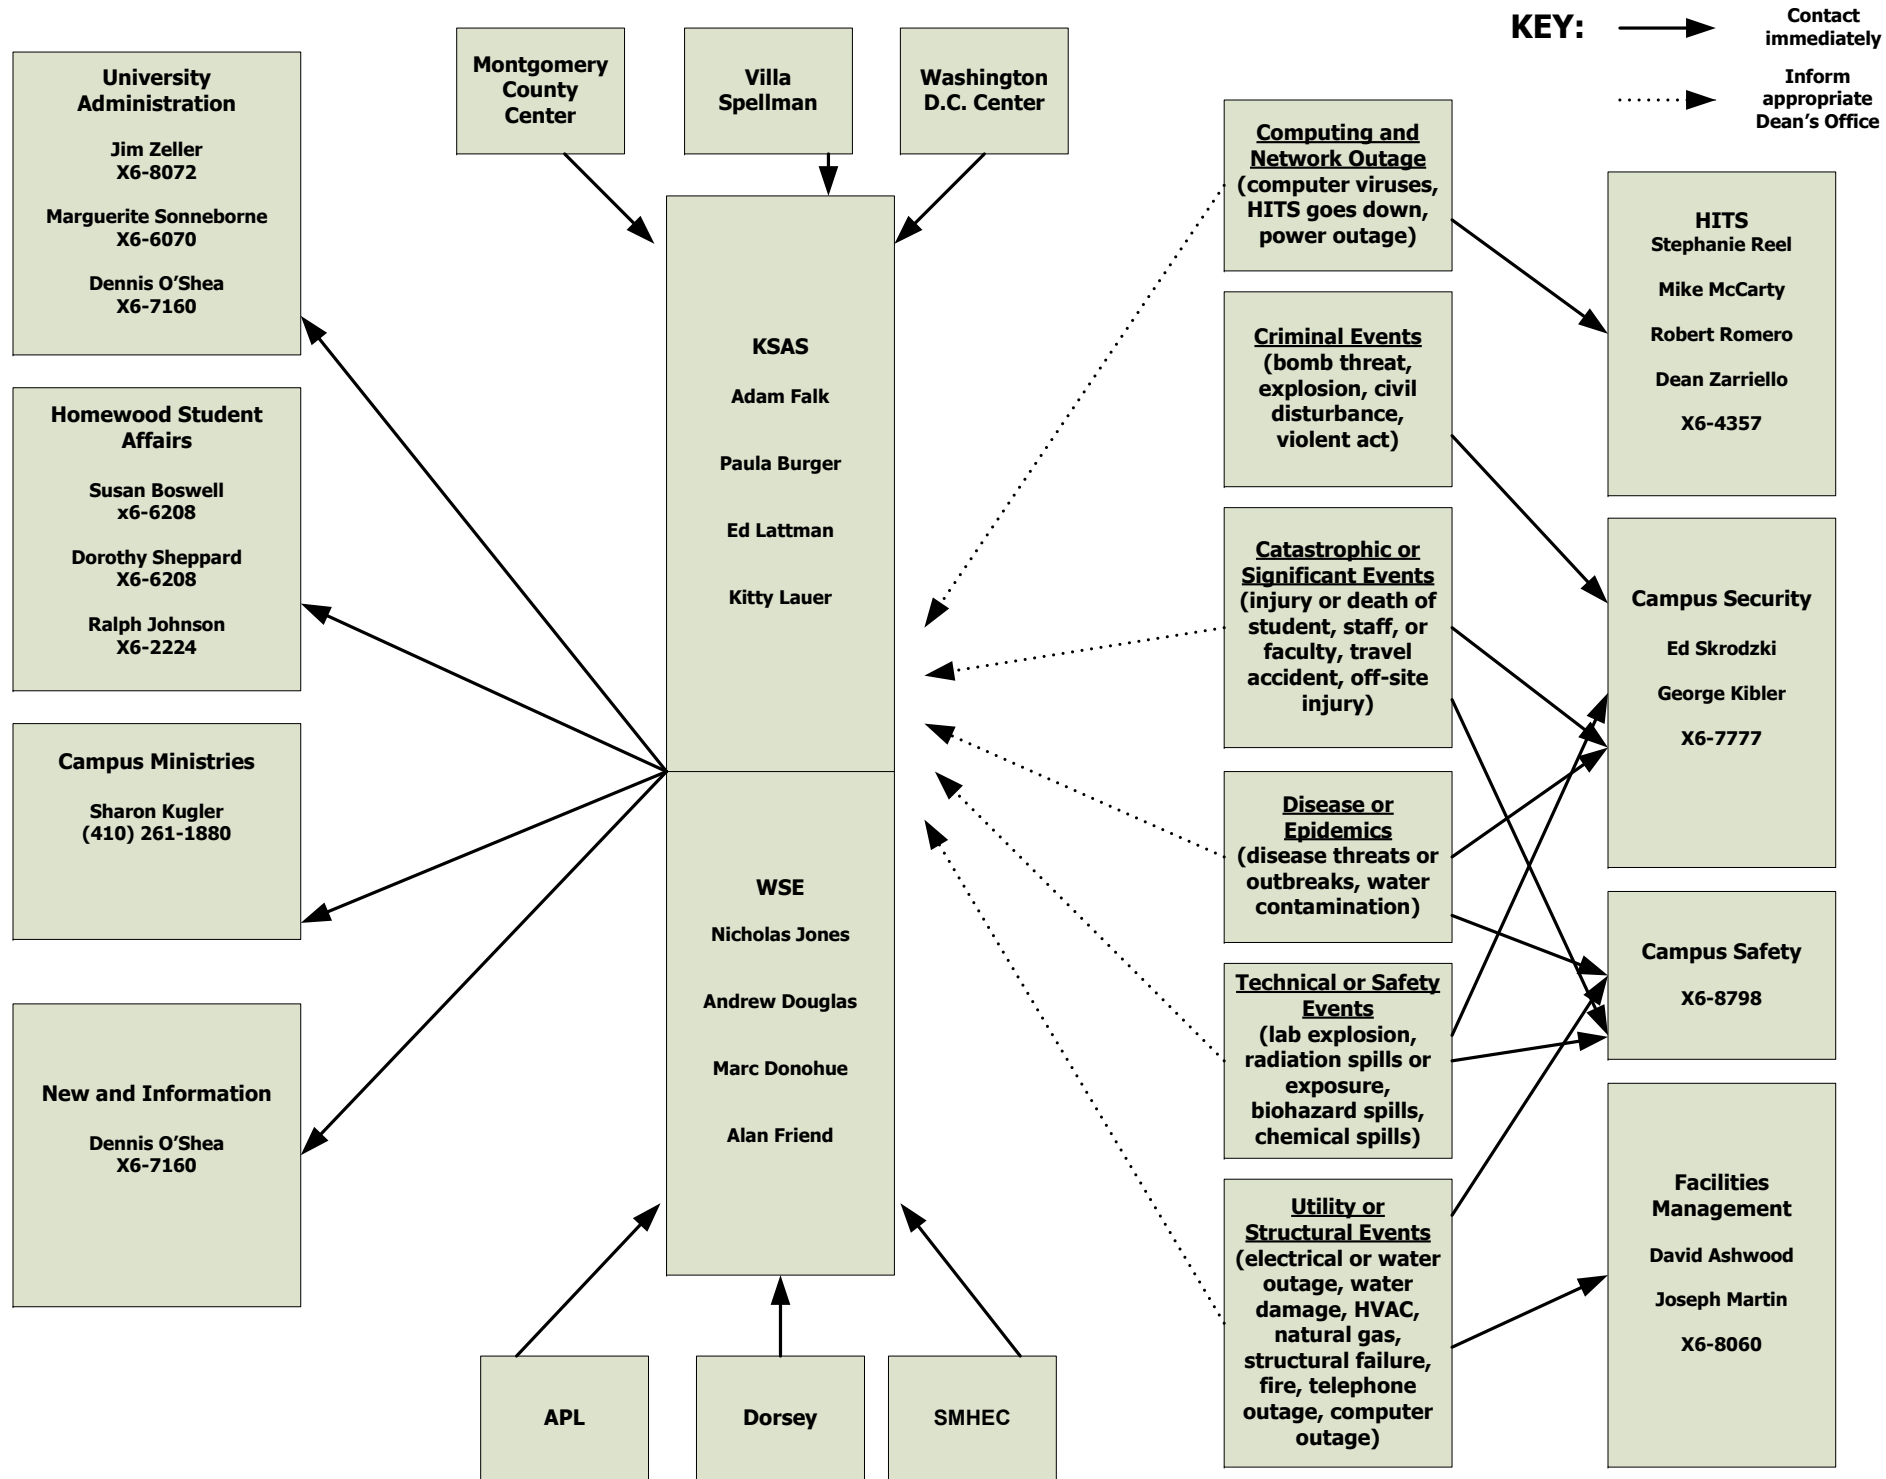 KEY:
Contact
immediately
Inform
appropriate
Dean's Office
University
Administration
Jim Zeller
X6-8072
Marguerite Sonneborne
X6-6070
Dennis O'Shea
X6-7160
Homewood Student
Affairs
Susan Boswell
x6-6208
Dorothy Sheppard
X6-6208
Ralph Johnson
X6-2224
Campus Ministries
Sharon Kugler
(410) 261-1880
New and Information
Dennis O'Shea
X6-7160
Montgomery
County
Center
Villa
Spellman
Washington
D.C. Center
KSAS
Adam Falk
Paula Burger
Ed Lattman
Kitty Lauer
WSE
Nicholas Jones
Andrew Douglas
Marc Donohue
Alan Friend
APL
Dorsey
SMHEC
Computing and
Network Outage
(computer viruses,
HITS goes down,
power outage)
Criminal Events
(bomb threat,
explosion, civil
disturbance,
violent act)
Catastrophic or
Significant Events
(injury or death of
student, staff, or
faculty, travel
accident, off-site
injury)
Disease or
Epidemics
(disease threats or
outbreaks, water
contamination)
Technical or Safety
Events
(lab explosion,
radiation spills or
exposure,
biohazard spills,
chemical spills)
Utility or
Structural Events
(electrical or water
outage, water
damage, HVAC,
natural gas,
structural failure,
fire, telephone
outage, computer
outage)
HITS
Stephanie Reel
Mike McCarty
Robert Romero
Dean Zarriello
X6-4357
Campus Security
Ed Skrodzki
George Kibler
X6-7777
Campus Safety
X6-8798
Facilities
Management
David Ashwood
Joseph Martin
X6-8060